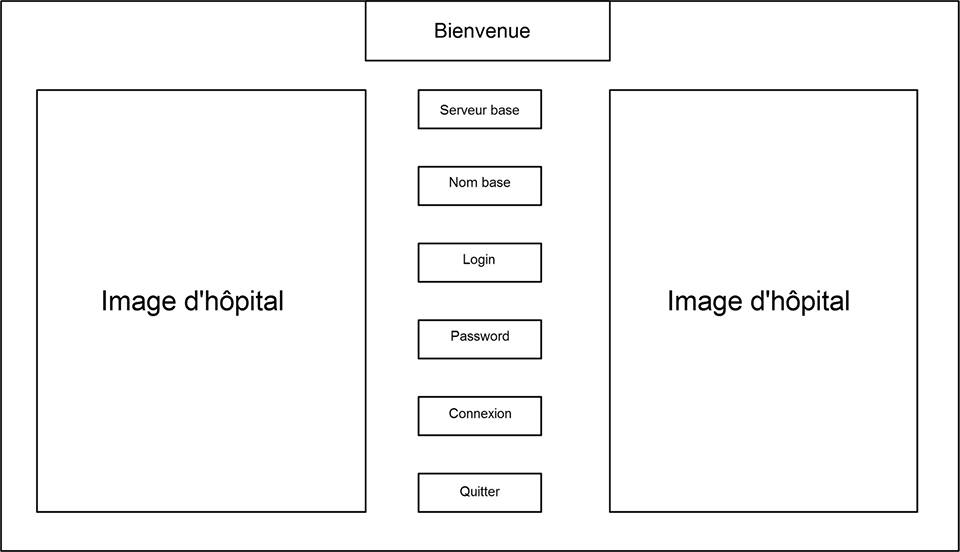 Bienvenue
Serveur base
Nom base
Login
Image d'hôpital
Image d'hôpital
Password
Connexion
Quitter